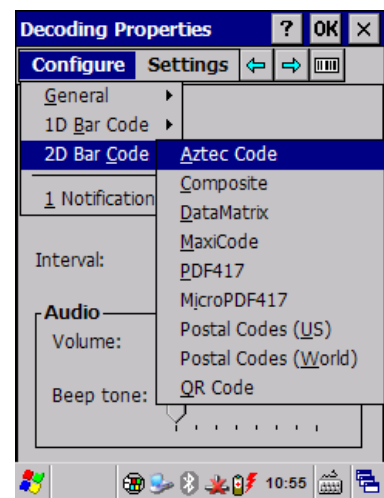 Decoding Properties ? OK ×
Configure Settings
General
1D Bar Code
2D Bar Code
Aztec Code
Composite
1 Notification
DataMatrix
MaxiCode
Interval:
PDF417
MicroPDF417
Audio
Volume:
Postal Codes (US)
Postal Codes (World)
Beep tone:
QR Code
10:55